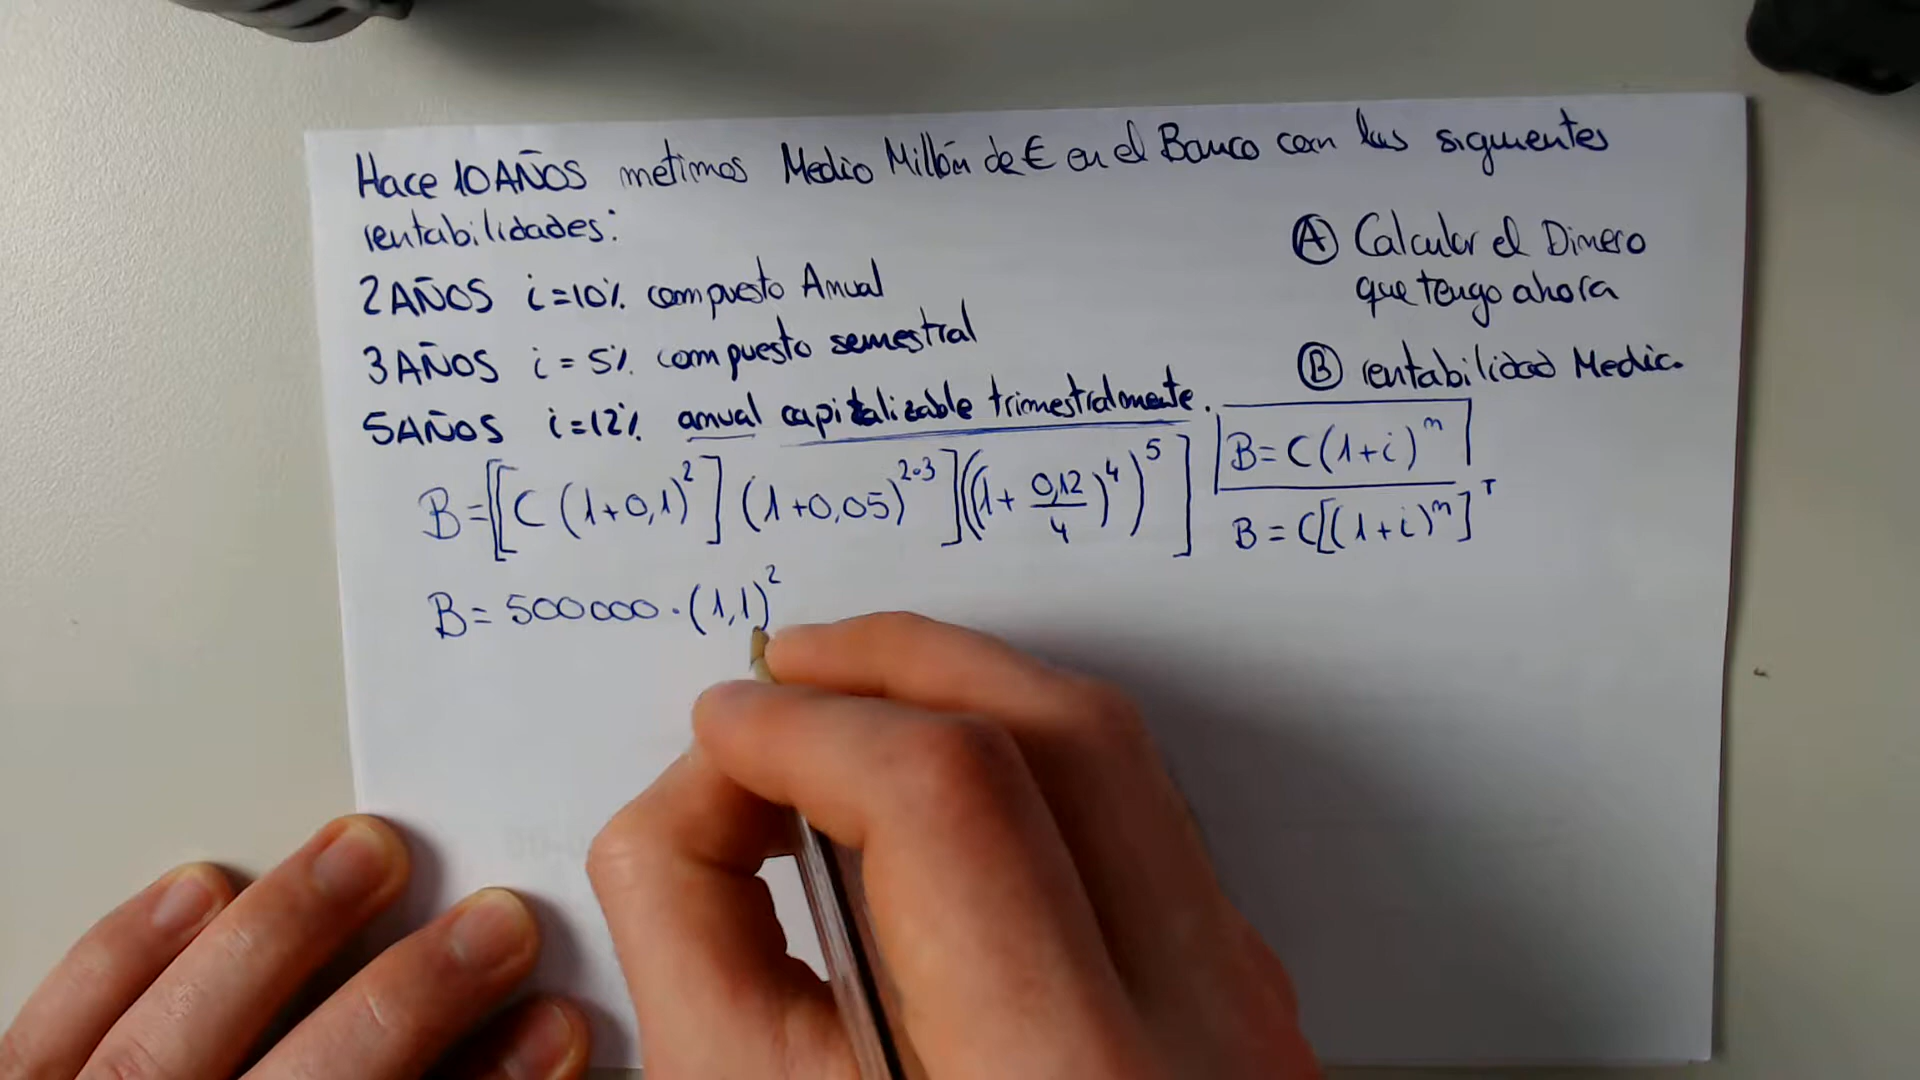 Hace 10 AÑOS metimos Medio Millón de € en el Banco con las siguientes
rentabilidades:
2 AÑOS i=10% compuesto Anual
3 AÑOS i=5% compuesto semestral
5 AÑOS i=12% anual capitalizable trimestralmente.
Ⓐ Calcular el Dinero
que tengo ahora
Ⓑ rentabilidad Media.
B=[[C(1+0,1)²](1+0,05)^2·3]((1+0,12/4)^4)^5]
B=C(1+i)^n
B=C[(1+i)^m]^T
B=500000·(1,1)²